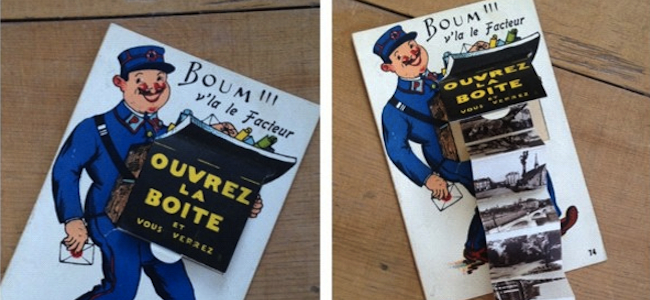 BOUM !!!
v'la le Facteur
OUVREZ
LA
BOITE
ET
VOUS VERREZ
BOUM !!!
v'la le Facteur
OUVREZ
LA
BOITE
ET
VOUS VERREZ
74